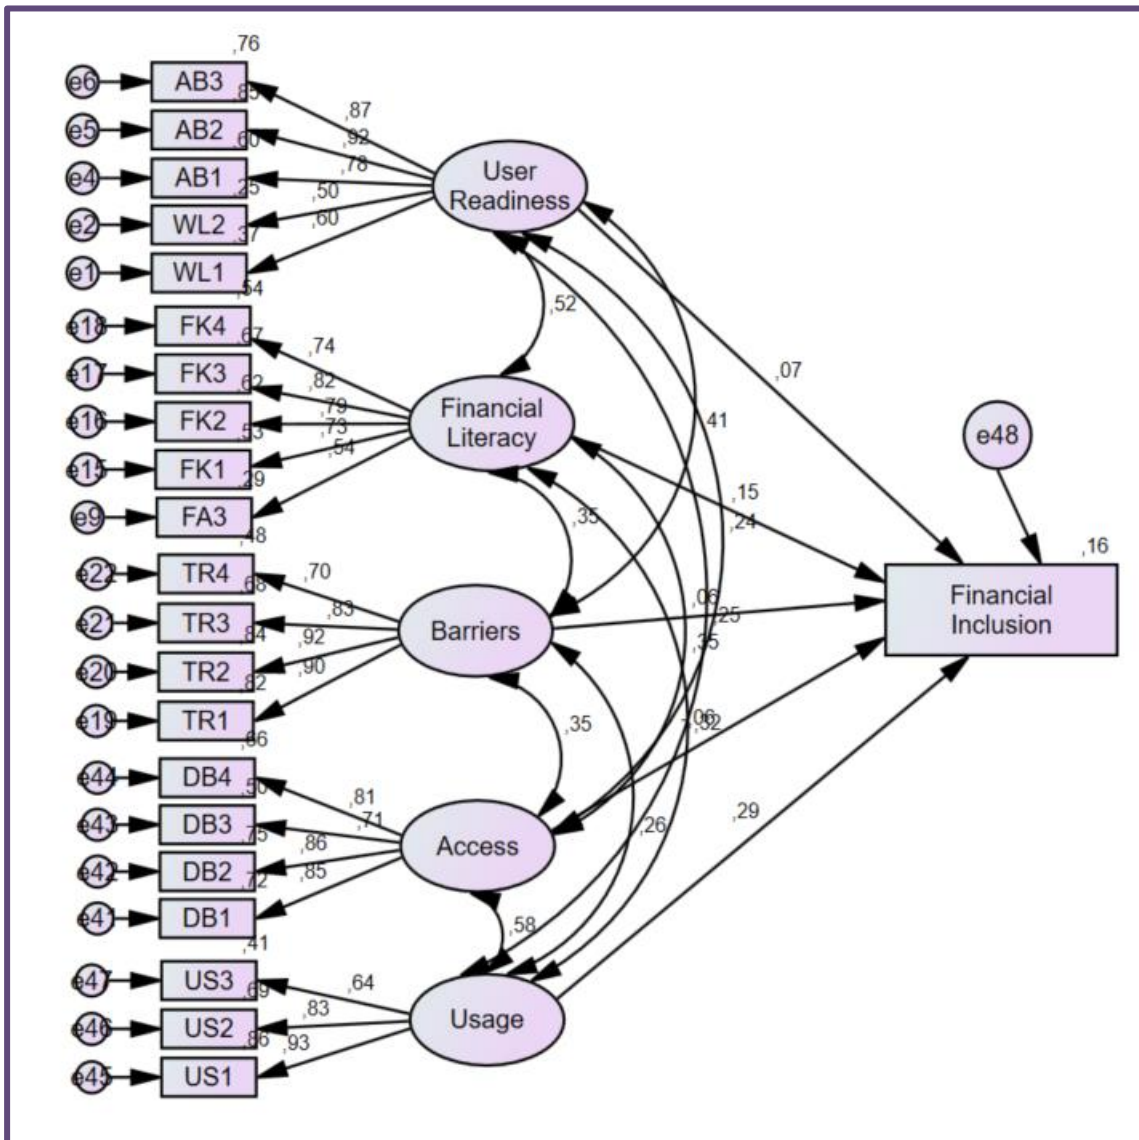 ,76
e6
AB3
,87
,85
e5
AB2
,92
,60
e4
AB1
,78
,25
e2
WL2
,50
,37
e1
WL1
,60
User
Readiness
,54
e18
FK4
,74
,67
e17
FK3
,82
,62
e16
FK2
,79
,53
e15
FK1
,73
,29
e9
FA3
,54
Financial
Literacy
,48
e22
TR4
,70
,68
e21
TR3
,83
,84
e20
TR2
,92
,82
e19
TR1
,90
Barriers
,66
e44
DB4
,81
,50
e43
DB3
,71
,75
e42
DB2
,86
,72
e41
DB1
,85
Access
,41
e47
US3
,64
,69
e46
US2
,83
,86
e45
US1
,93
Usage
,52
,07
,41
,15
,24
,35
,06
,25
,35
,06
,32
,35
,26
,29
,58
e48
,16
Financial
Inclusion